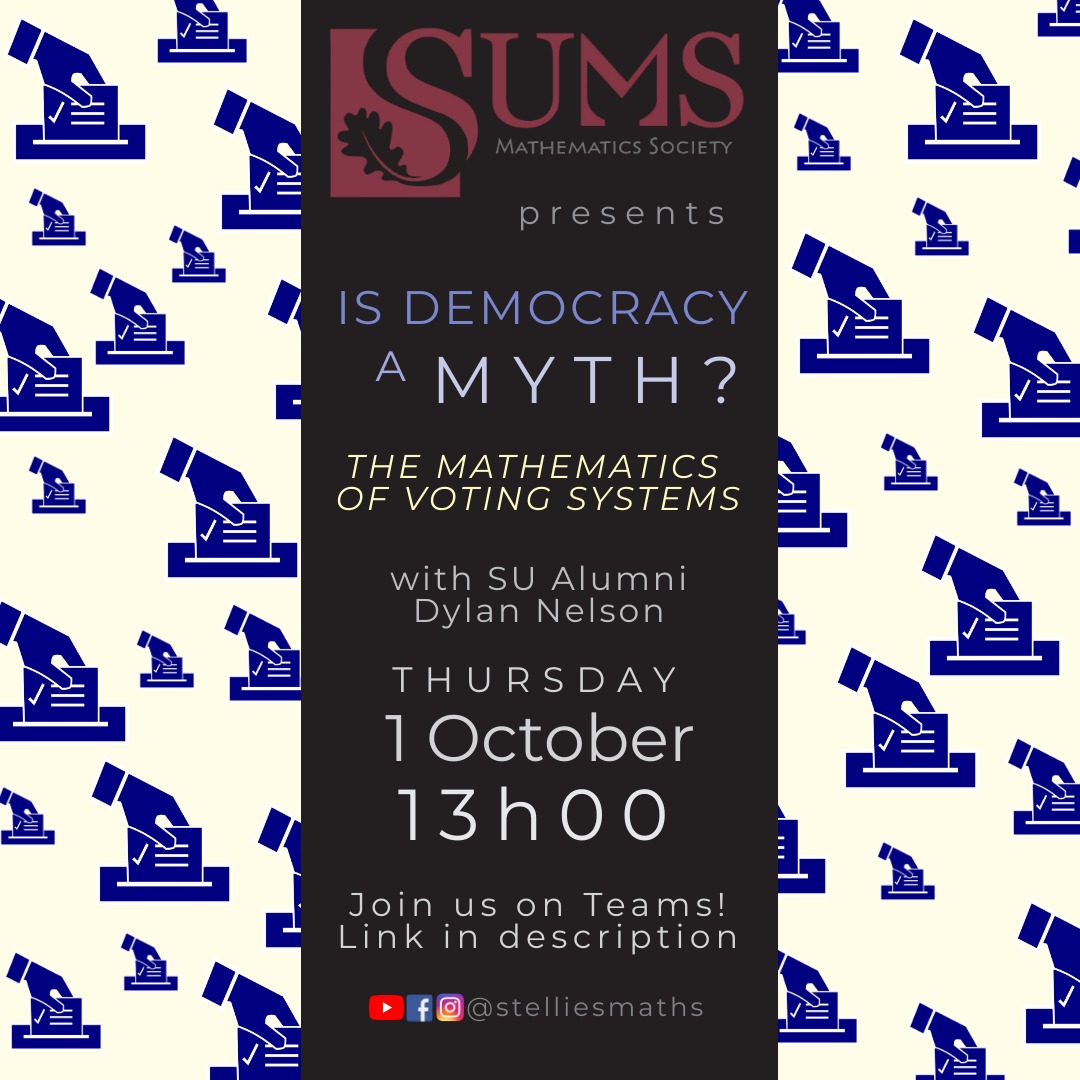 SUMS
MATHEMATICS SOCIETY
presents
IS DEMOCRACY
A MYTH?
THE MATHEMATICS
OF VOTING SYSTEMS
with SU Alumni
Dylan Nelson
THURSDAY
1 October
13h00
Join us on Teams!
Link in description
@stelliesmaths